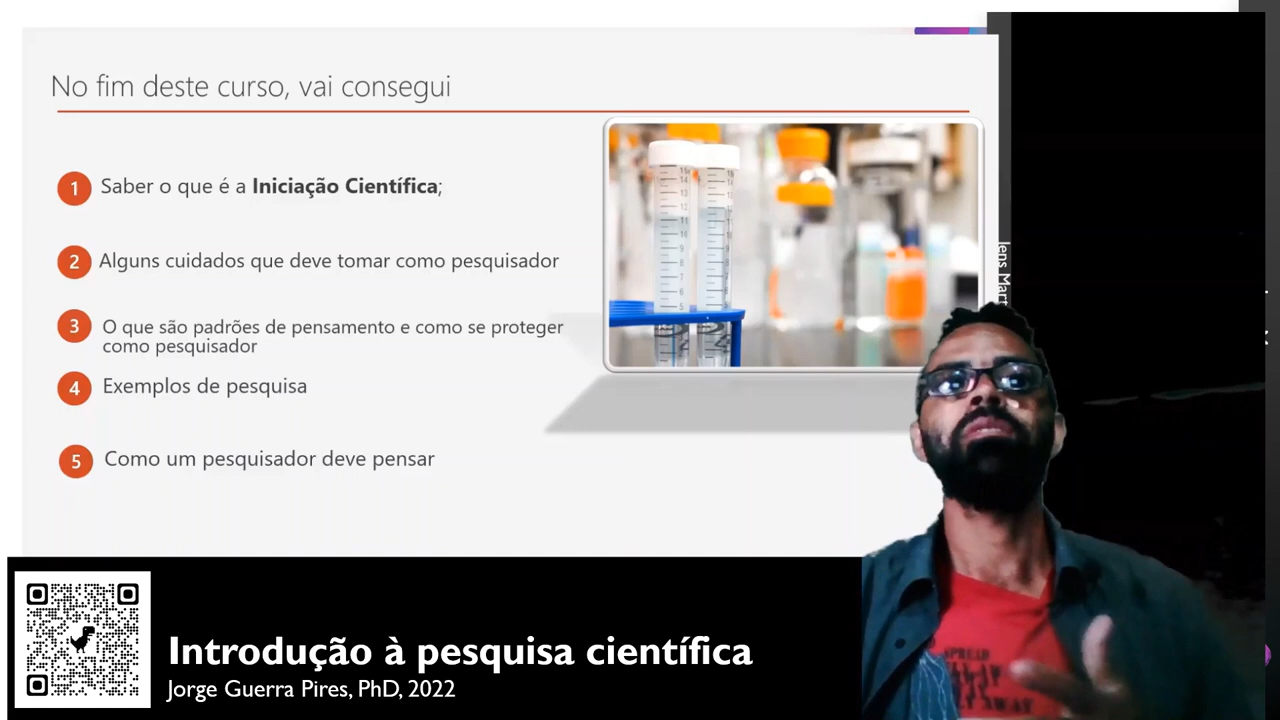 No fim deste curso, vai consegui
1 Saber o que é a Iniciação Científica;
2 Alguns cuidados que deve tomar como pesquisador
3 O que são padrões de pensamento e como se proteger
como pesquisador
4 Exemplos de pesquisa
5 Como um pesquisador deve pensar
Introdução à pesquisa científica
Jorge Guerra Pires, PhD, 2022
SPREAD
AWAY